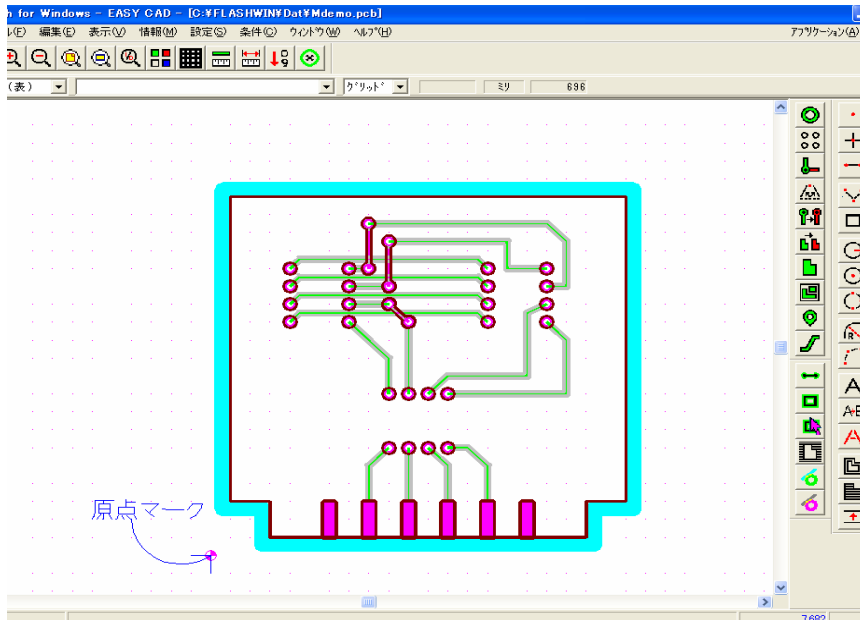 h for Windows - EASY CAD - [C:¥FLASHWIN¥Dat¥Mdemo.pcb]
ﾙ(F) 編集(E) 表示(V) 情報(M) 設定(S) 条件(C) ｳｨﾝﾄﾞｳ(W) ﾍﾙﾌﾟ(H) ｱﾌﾟﾘｹｰｼｮﾝ(A)
(表) ｸﾞﾘｯﾄﾞ ミリ 696
原点マーク
7.682